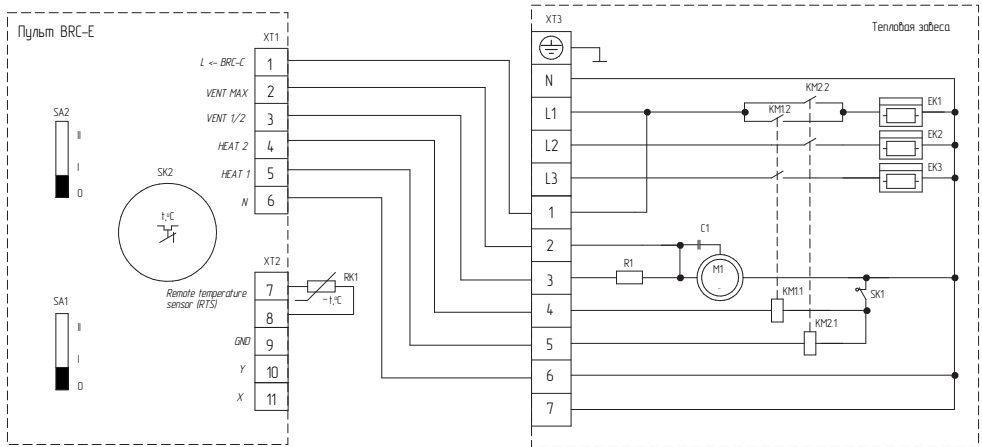 Пульт BRC-E
XT1
L <- BRC-C 1
VENT MAX 2
VENT 1/2 3
HEAT 2 4
HEAT 1 5
N 6
SA2
II
I
0
SK2
t,°C
XT2
Remote temperature
sensor (RTS)
7
8
GND 9
Y 10
X 11
RK1
-t,°C
SA1
II
I
0
Тепловая завеса
XT3
N
L1
L2
L3
1
2
3
4
5
6
7
KM2.2
KM1.2
EK1
EK2
EK3
C1
R1
M1
SK1
KM1.1
KM2.1